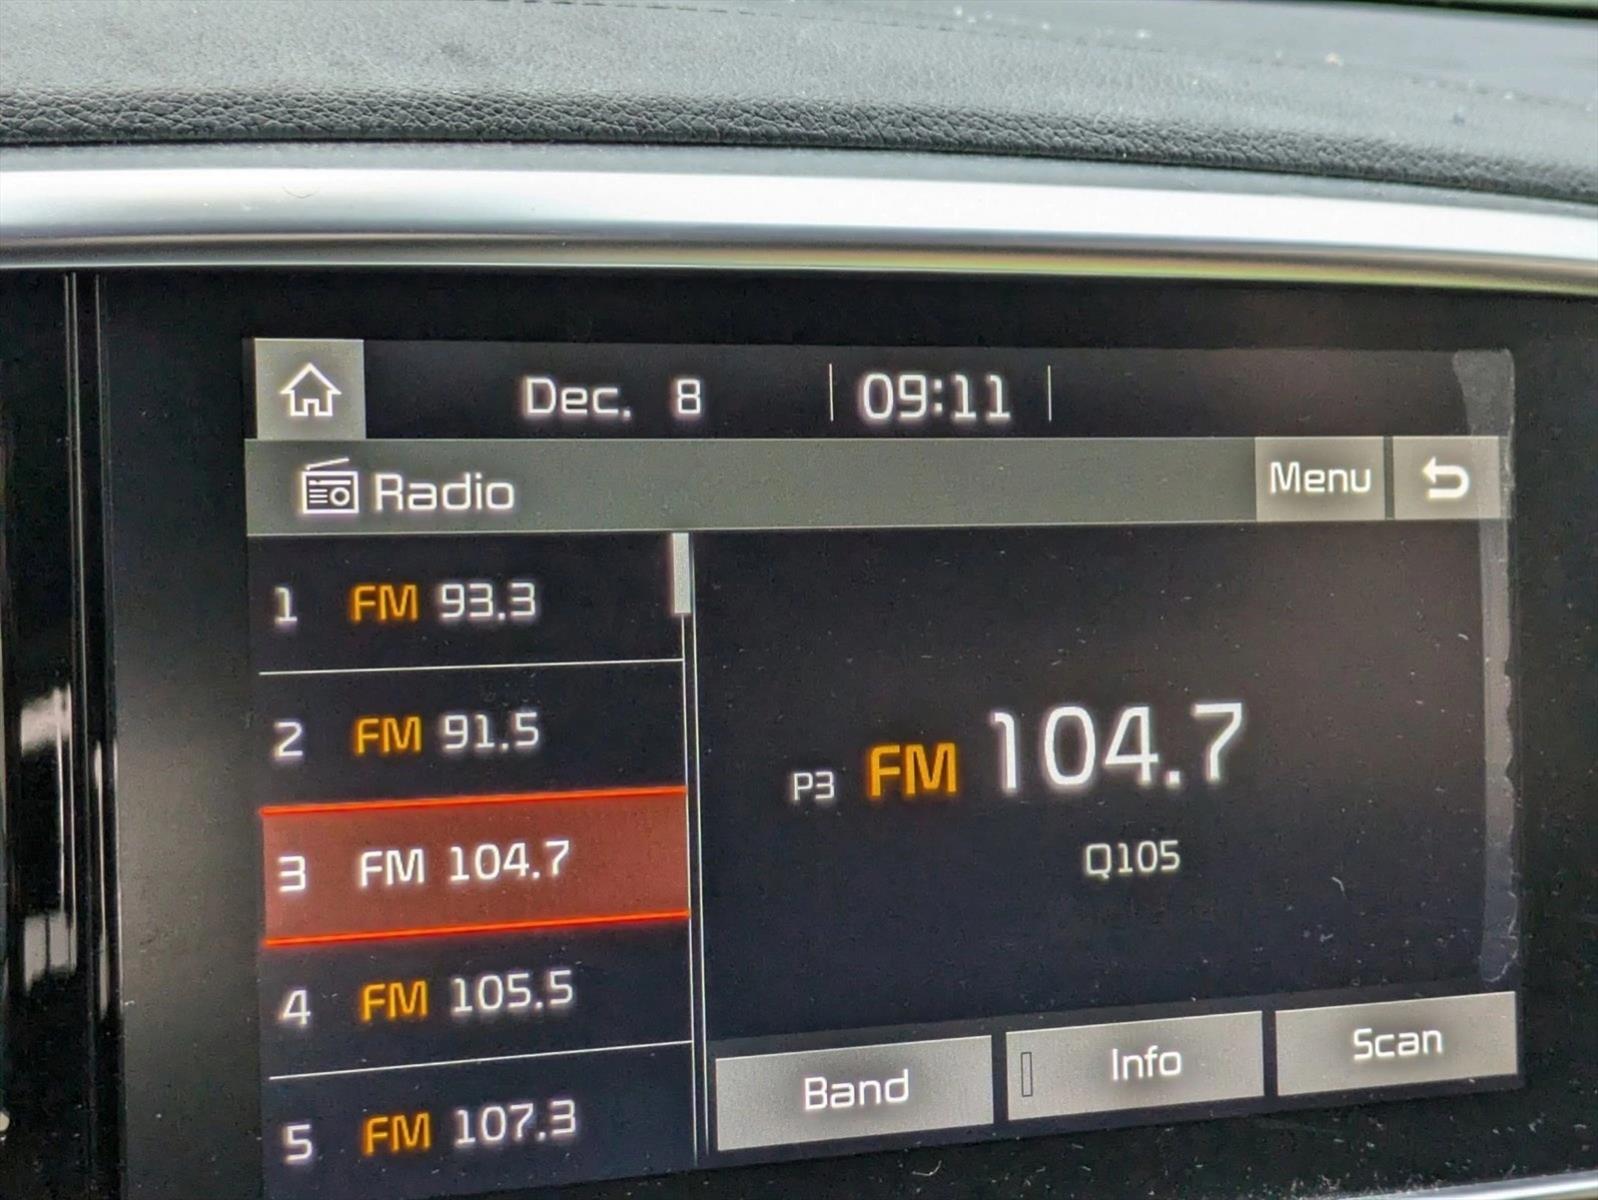 Dec. 8 09:11
Radio Menu
1 FM 93.3
2 FM 91.5
3 FM 104.7
4 FM 105.5
5 FM 107.3
P3 FM 104.7
Q105
Band Info Scan